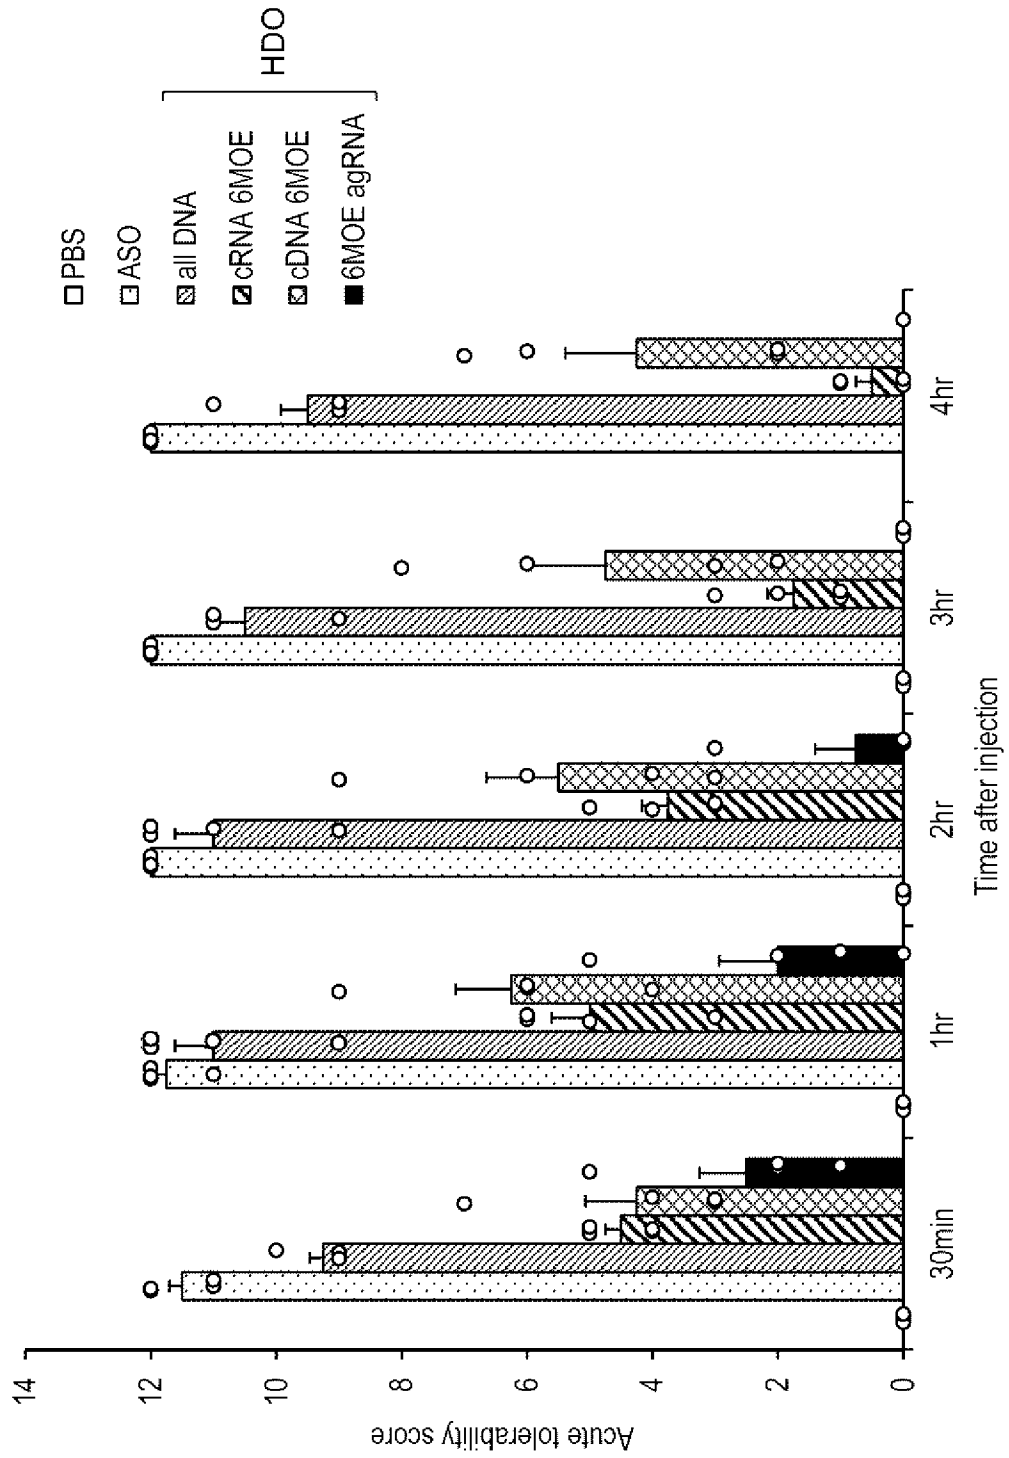 PBS
ASO
all DNA
cRNA 6MOE
cDNA 6MOE
6MOE agRNA
HDO
Acute tolerability score
14
12
10
8
6
4
2
0
30min
1hr
2hr
3hr
4hr
Time after injection